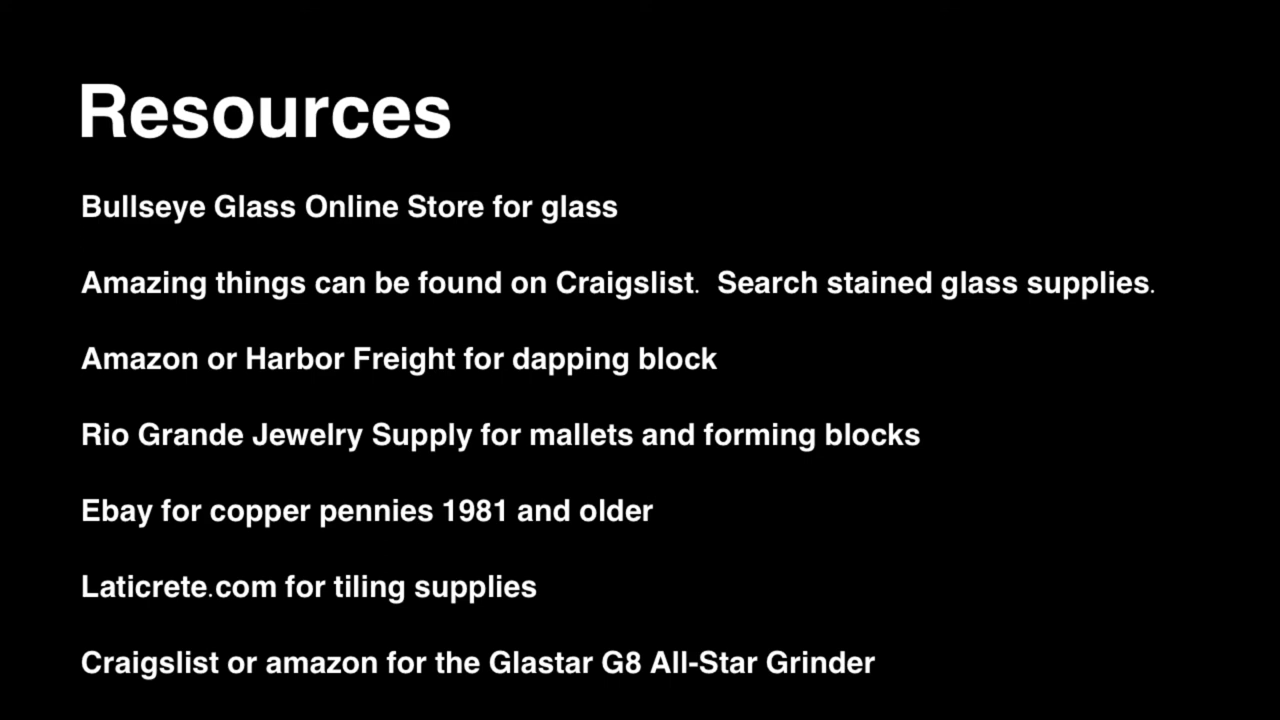 Resources
Bullseye Glass Online Store for glass
Amazing things can be found on Craigslist.  Search stained glass supplies.
Amazon or Harbor Freight for dapping block
Rio Grande Jewelry Supply for mallets and forming blocks
Ebay for copper pennies 1981 and older
Laticrete.com for tiling supplies
Craigslist or amazon for the Glastar G8 All-Star Grinder